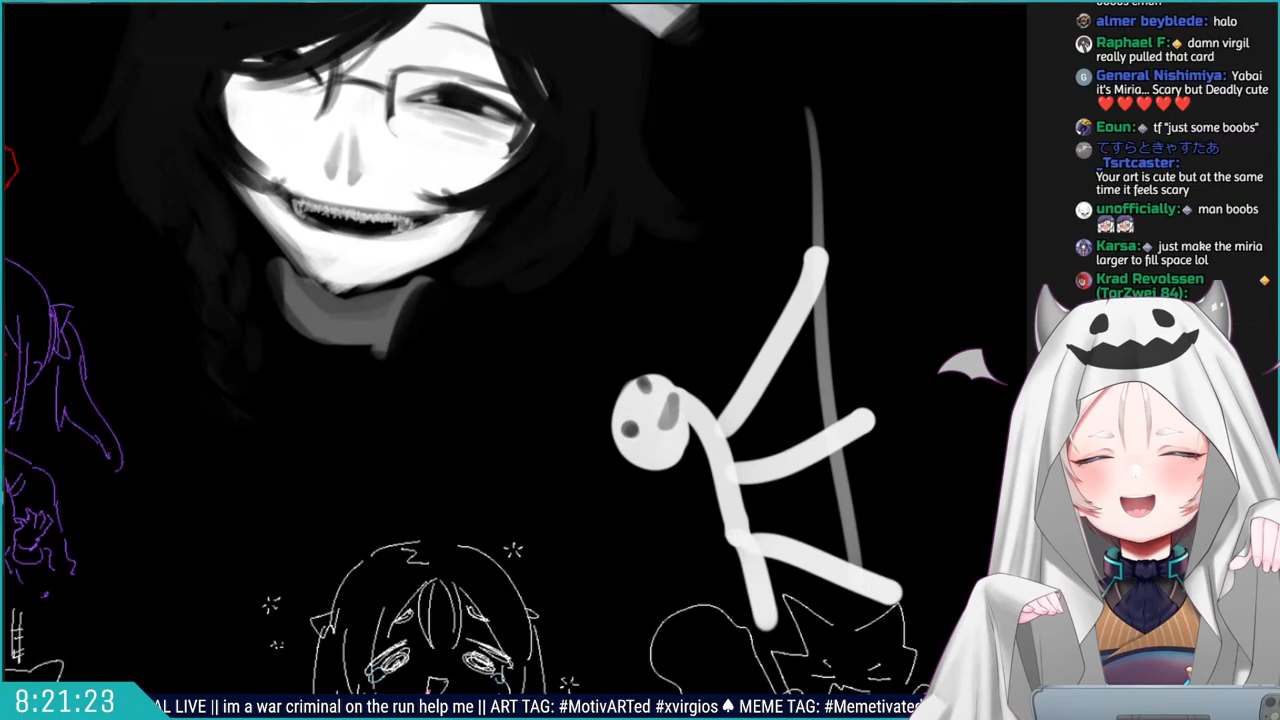 almer beyblede: halo
Raphael F: damn virgil
really pulled that card
General Nishimiya: Yabai
it's Miria... Scary but Deadly cute
Eoun: tf "just some boobs"
てすらときゃすたあ
_Tsrtcaster:
Your art is cute but at the same
time it feels scary
unofficially: man boobs
Karsa: just make the miria
larger to fill space lol
Krad Revolssen
(TorZwei 84):
8:21:23
AL LIVE || im a war criminal on the run help me || ART TAG: #MotivARTed #xvirgios ♠ MEME TAG: #Memetivated